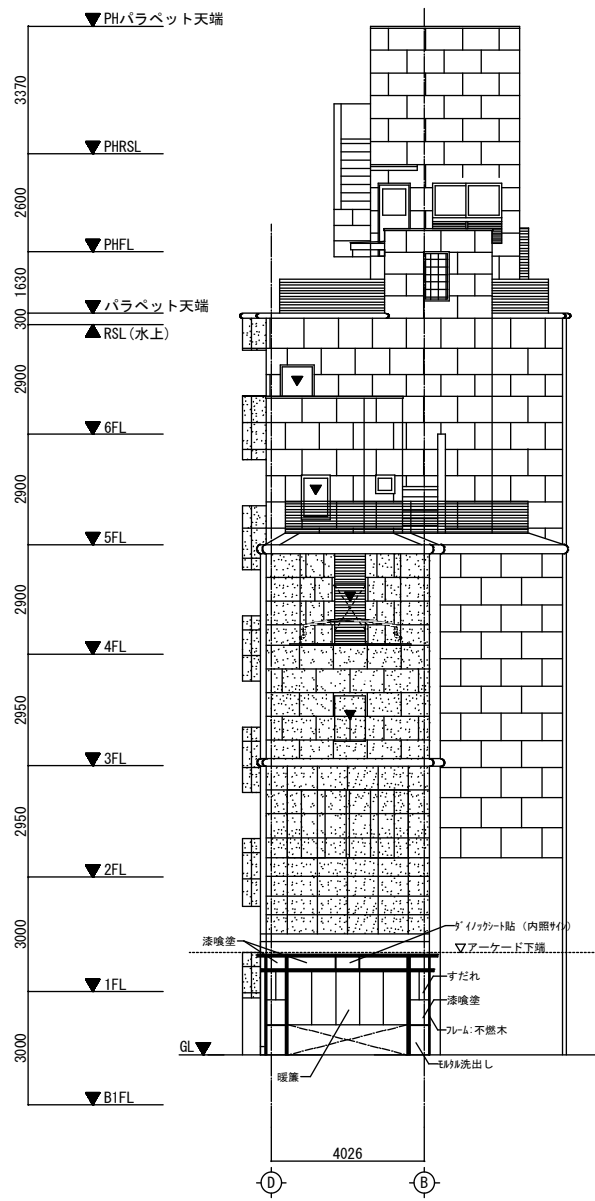 PHパラペット天端
3370
PHRSL
2600
PHFL
1630
パラペット天端
300
RSL(水上)
2900
6FL
2900
5FL
2900
4FL
2950
3FL
2950
2FL
3000
ダイノックシート貼 (内照サイン)
漆喰塗
▽アーケード下端
すだれ
1FL
漆喰塗
フレーム:不燃木
3000
GL
モルタル洗出し
暖簾
B1FL
4026
D
B